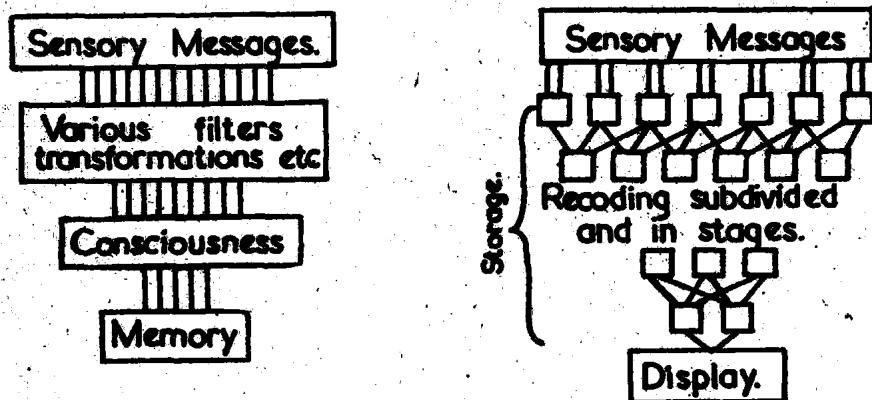 Sensory Messages.
Various filters
transformations etc
Consciousness
Memory
Sensory Messages
Storage.
Recoding subdivided
and in stages.
Display.